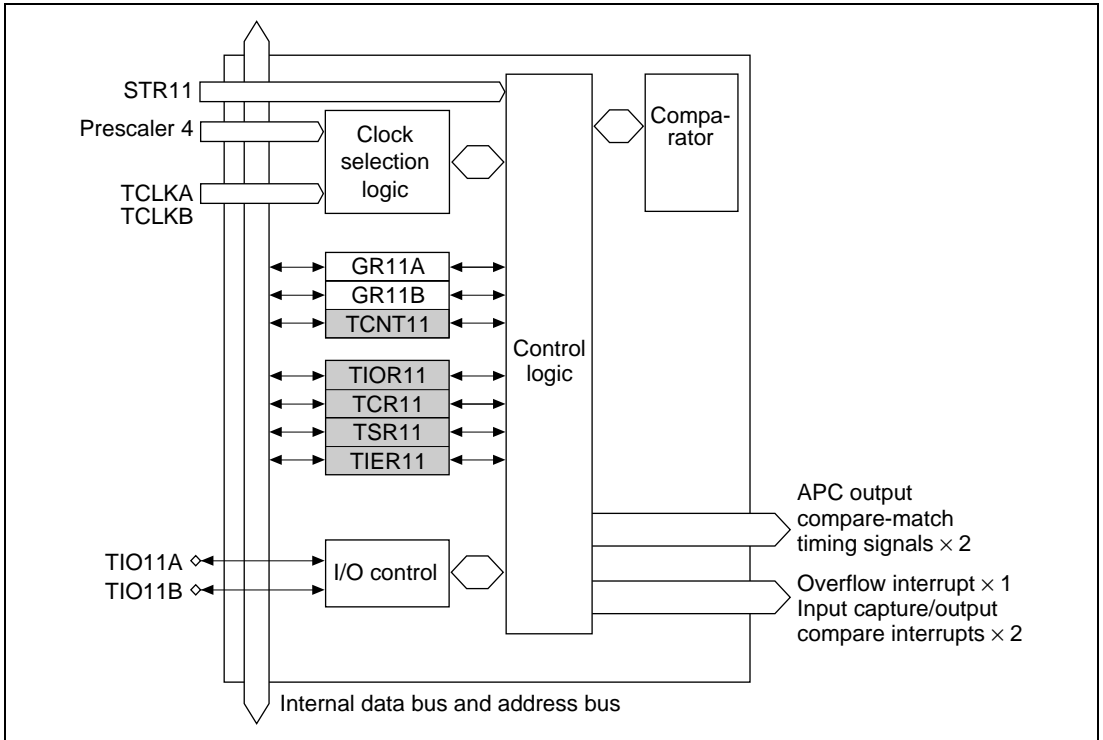 STR11
Prescaler 4
TCLKA
TCLKB
Clock
selection
logic
Compa-
rator
GR11A
GR11B
TCNT11
Control
logic
TIOR11
TCR11
TSR11
TIER11
TIO11A
TIO11B
I/O control
APC output
compare-match
timing signals × 2
Overflow interrupt × 1
Input capture/output
compare interrupts × 2
Internal data bus and address bus